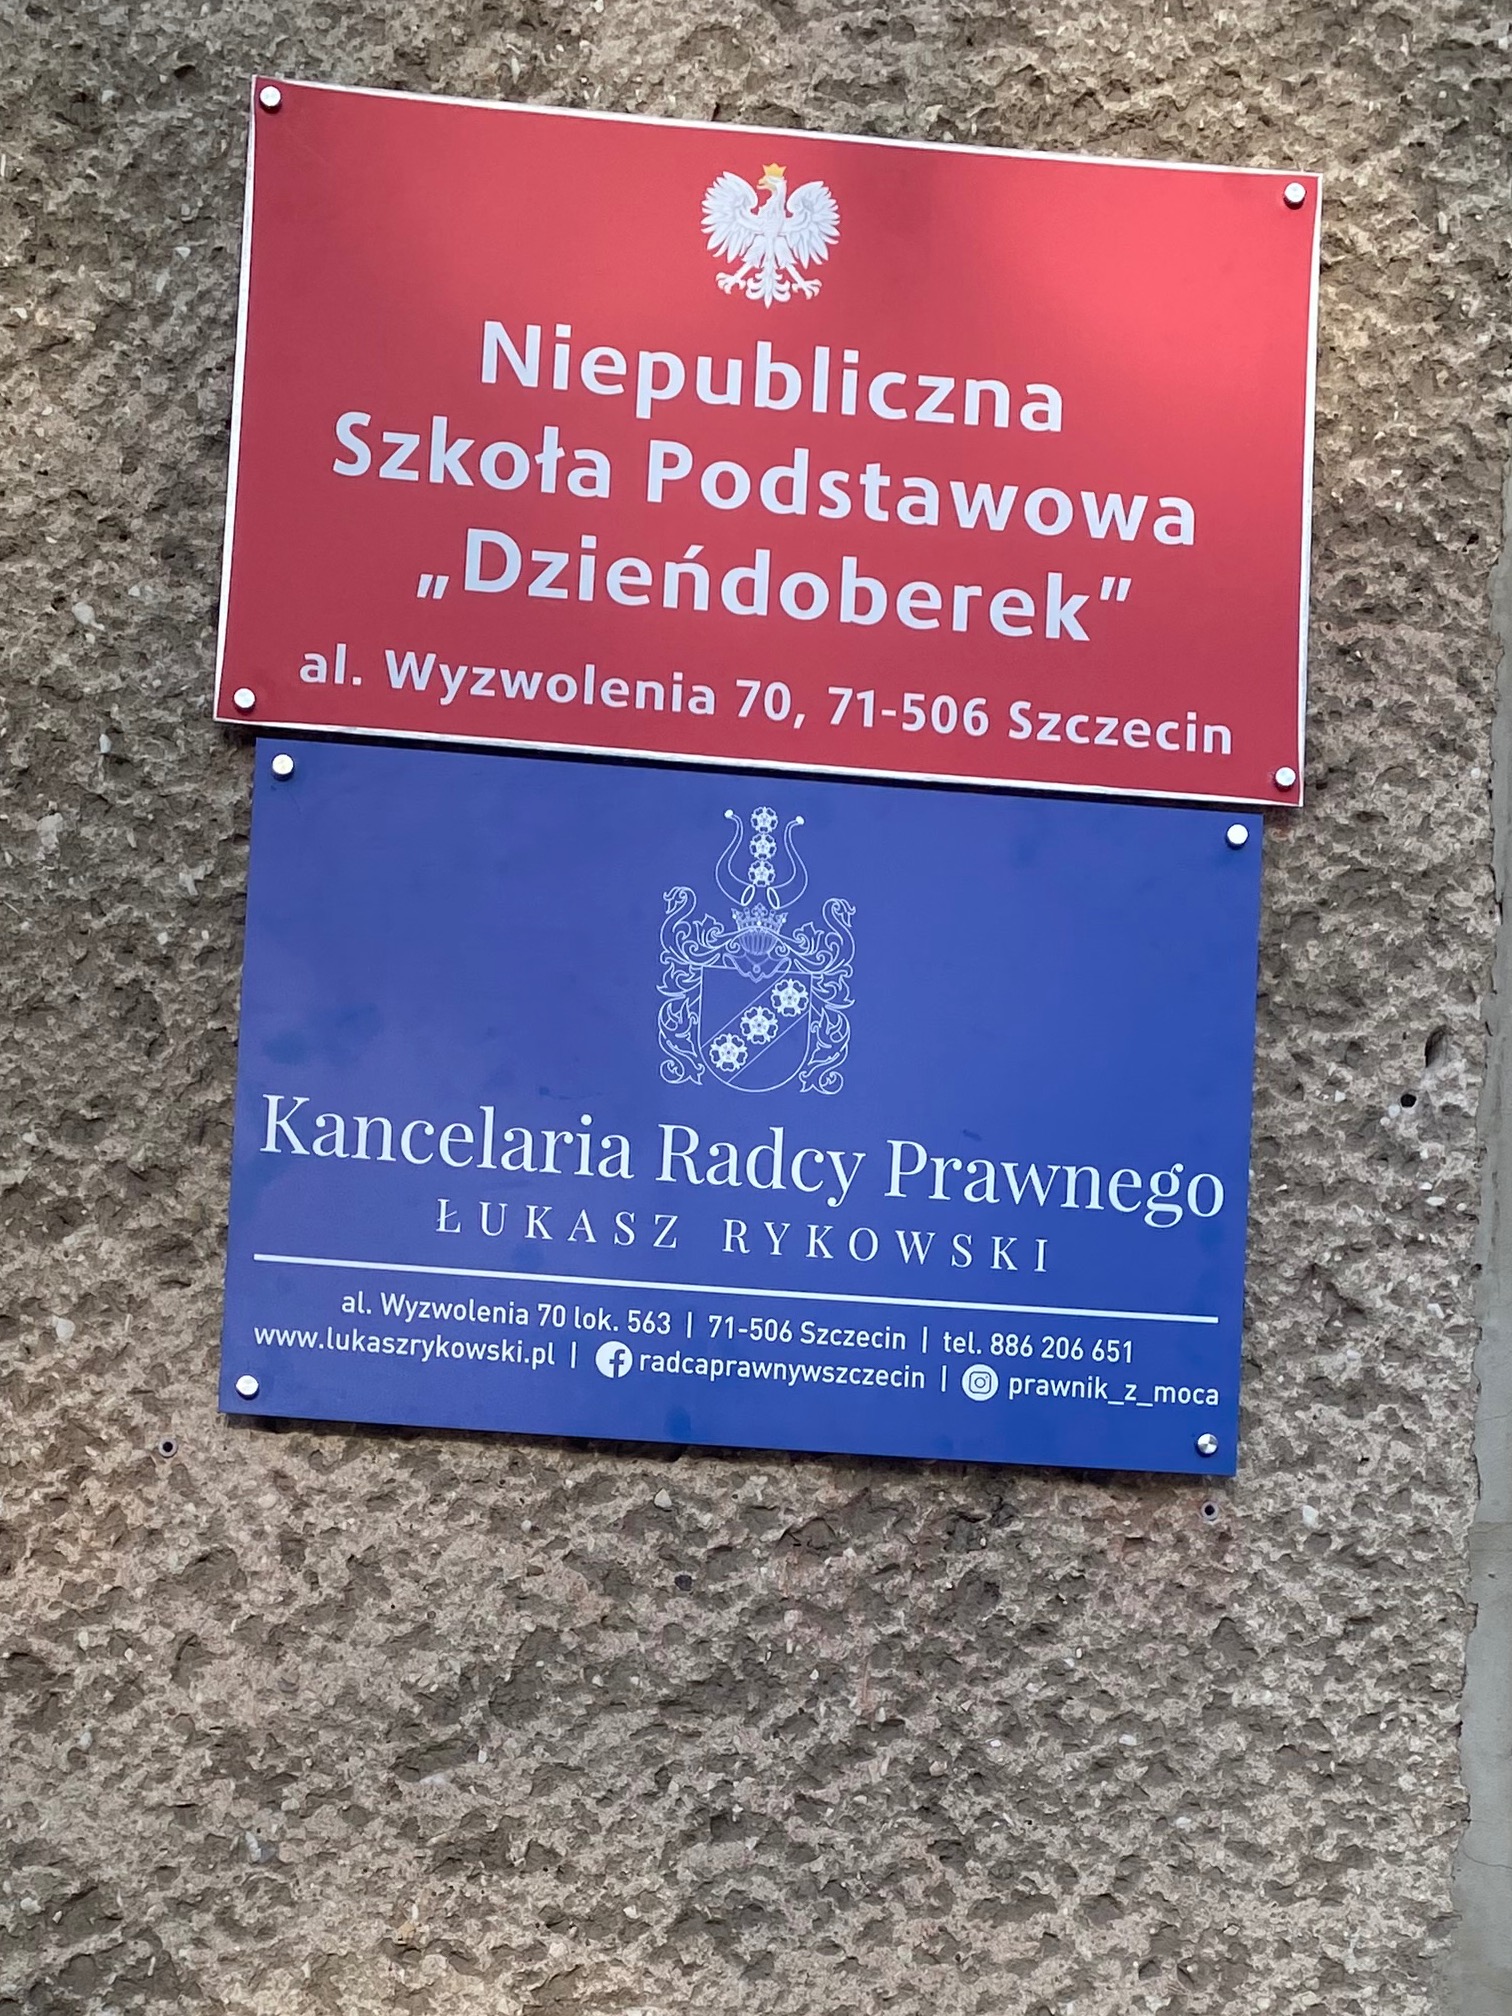 Niepubliczna
Szkoła Podstawowa
„Dzieńdoberek”
al. Wyzwolenia 70, 71-506 Szczecin
Kancelaria Radcy Prawnego
ŁUKASZ RYKOWSKI
al. Wyzwolenia 70 lok. 563 | 71-506 Szczecin | tel. 886 206 651
www.lukaszrykowski.pl | radcaprawnywszczecin | prawnik_z_moca